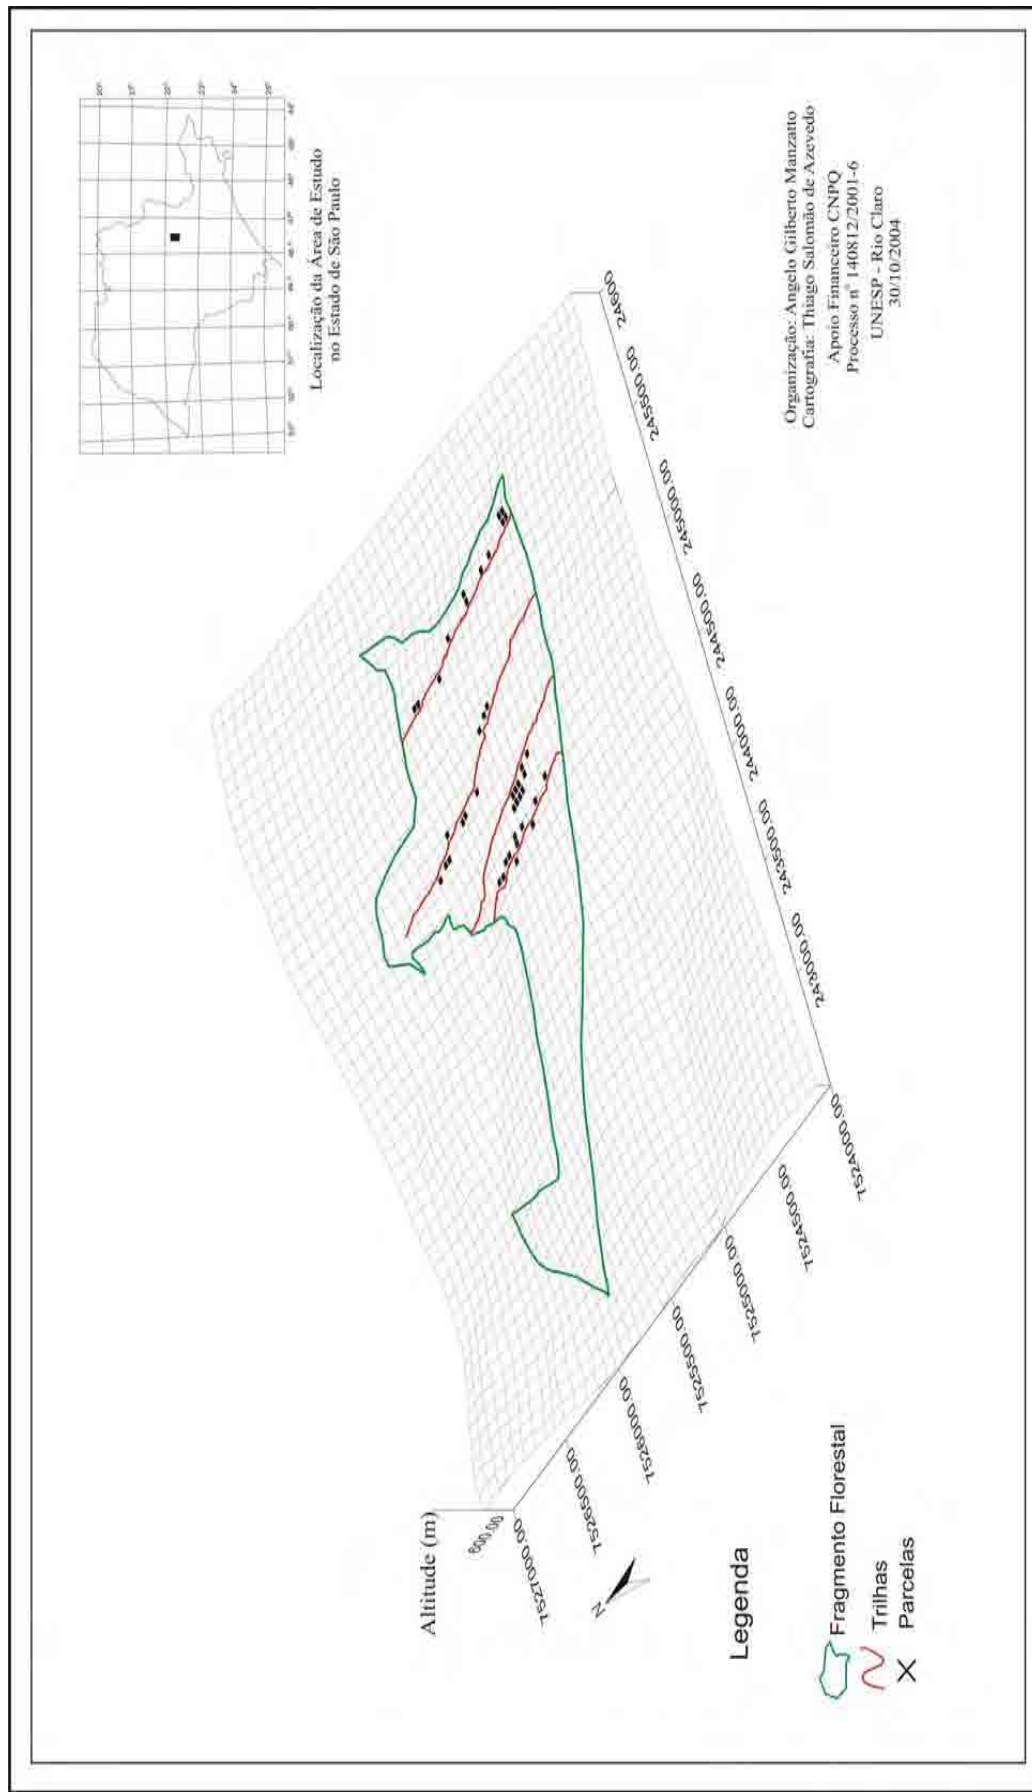 Localização da Área de Estudo
no Estado de São Paulo
Altitude (m)
600.00
7527000.00
7526500.00
7526000.00
7525500.00
7525000.00
7524500.00
7524000.00
243000.00
243500.00
244000.00
244500.00
245000.00
245500.00
24600
N
Legenda
Fragmento Florestal
Trilhas
Parcelas
Organização: Angelo Gilberto Manzatto
Cartografia: Thiago Salomão de Azevedo
Apoio Financeiro CNPQ
Processo nº 140812/2001-6
UNESP - Rio Claro
30/10/2004